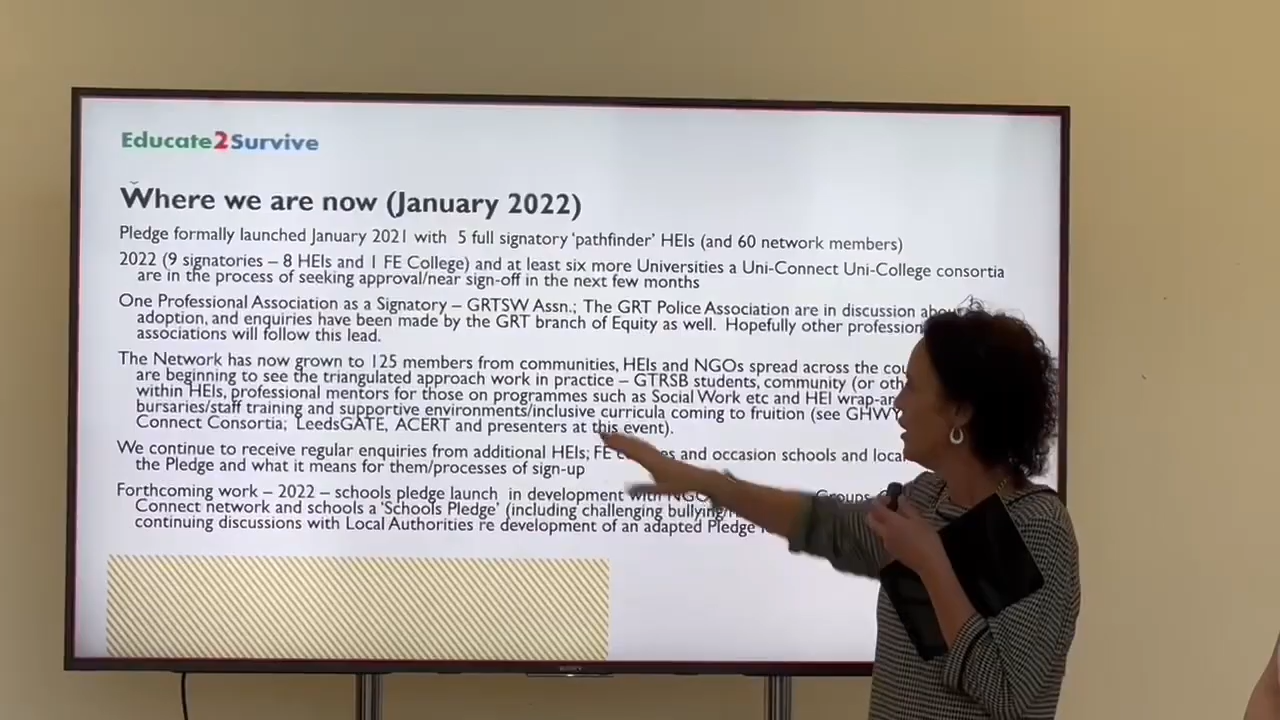 Educate2Survive
Where we are now (January 2022)
Pledge formally launched January 2021 with 5 full signatory 'pathfinder' HEIs (and 60 network members)
2022 (9 signatories – 8 HEIs and 1 FE College) and at least six more Universities a Uni-Connect Uni-College consortia
are in the process of seeking approval/near sign-off in the next few months
One Professional Association as a Signatory – GRTSW Assn.; The GRT Police Association are in discussion
adoption, and enquiries have been made by the GRT branch of Equity as well. Hopefully other
associations will follow this lead.
The Network has now grown to 125 members from communities, HEIs and NGOs spread across the
are beginning to see the triangulated approach work in practice – GTRSB students, community (or
within HEIs, professional mentors for those on programmes such as Social Work etc and HEI
bursaries/staff training and supportive environments/inclusive curricula coming to fruition (see
Connect Consortia; LeedsGATE, ACERT and presenters at this event).
We continue to receive regular enquiries from additional HEIs; FE and occasion schools and local
the Pledge and what it means for them/processes of sign-up
Forthcoming work – 2022 – schools pledge launch in development with Groups
Connect network and schools a 'Schools Pledge' (including challenging
continuing discussions with Local Authorities re development of an adapted Pledge
SONY